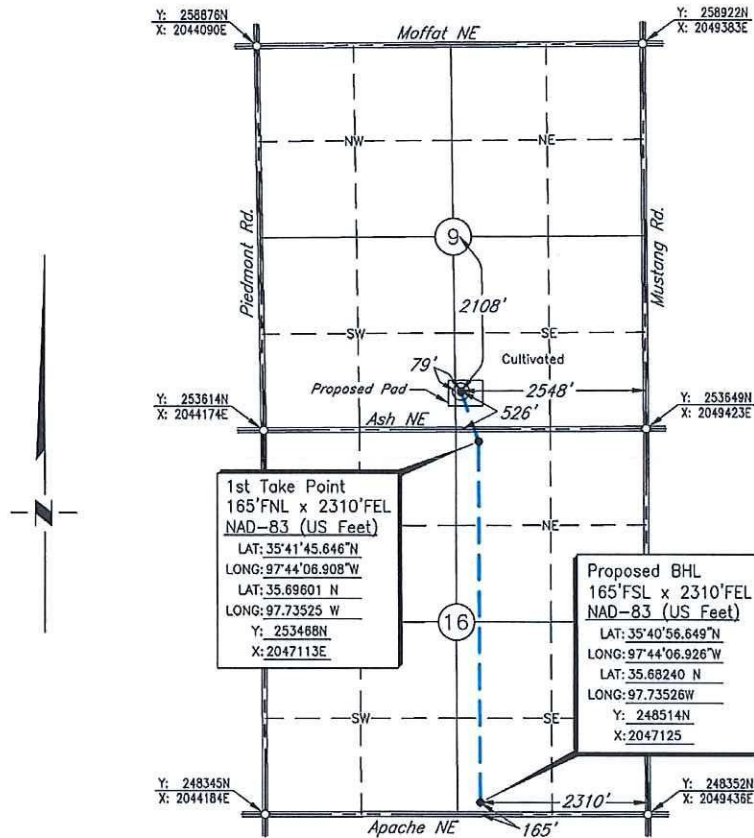 Y: 258876N
X: 2044090E
Moffat NE
Y: 258922N
X: 2049383E
NW
NE
Piedmont Rd.
Mustang Rd.
9
2108'
SW
SE
Cultivated
79'
Proposed Pad
2548'
526'
Y: 253614N
X: 2044174E
Ash NE
Y: 253649N
X: 2049423E
1st Take Point
165'FNL x 2310'FEL
NAD-83 (US Feet)
LAT: 35°41'45.646"N
LONG: 97°44'06.908"W
LAT: 35.69601 N
LONG: 97.73525 W
Y: 253468N
X: 2047113E
N
NE
Proposed BHL
165'FSL x 2310'FEL
NAD-83 (US Feet)
LAT: 35°40'56.649"N
LONG: 97°44'06.926"W
LAT: 35.68240 N
LONG: 97.73526W
Y: 248514N
X: 2047125
16
SW
SE
Y: 248345N
X: 2044184E
2310'
Y: 248352N
X: 2049436E
Apache NE
165'